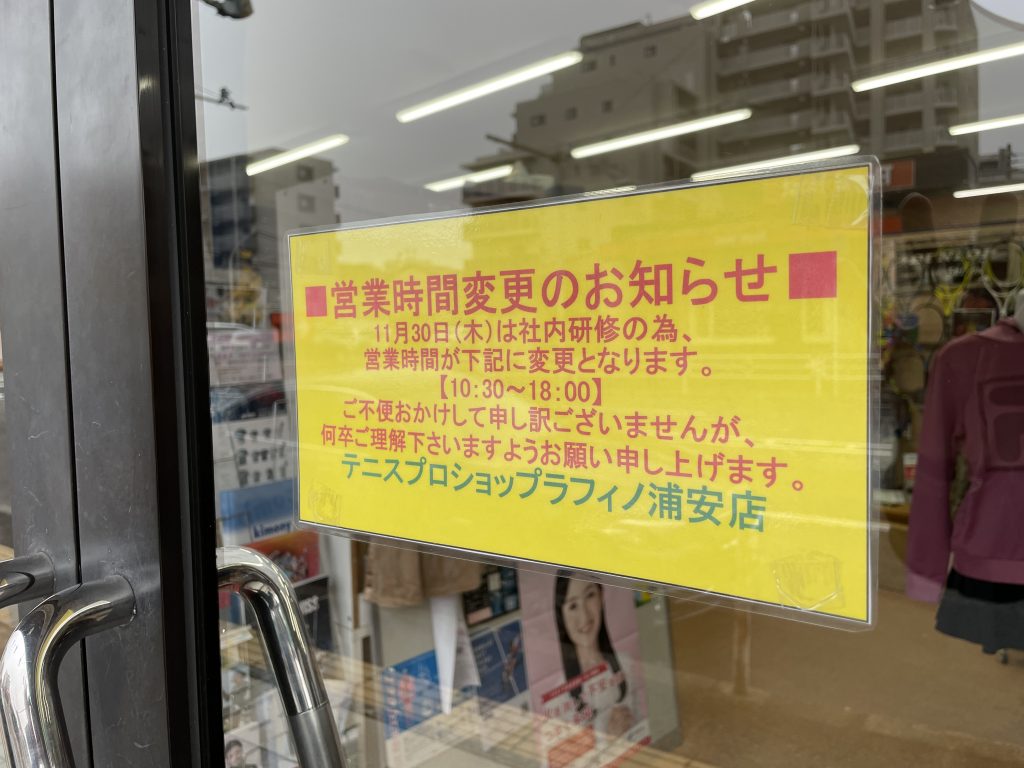 ■営業時間変更のお知らせ■
11月30日(木)は社内研修の為、
営業時間が下記に変更となります。
【10:30～18:00】
ご不便おかけして申し訳ございませんが、
何卒ご理解下さいますようお願い申し上げます。
テニスプロショップラフィノ浦安店
kimony